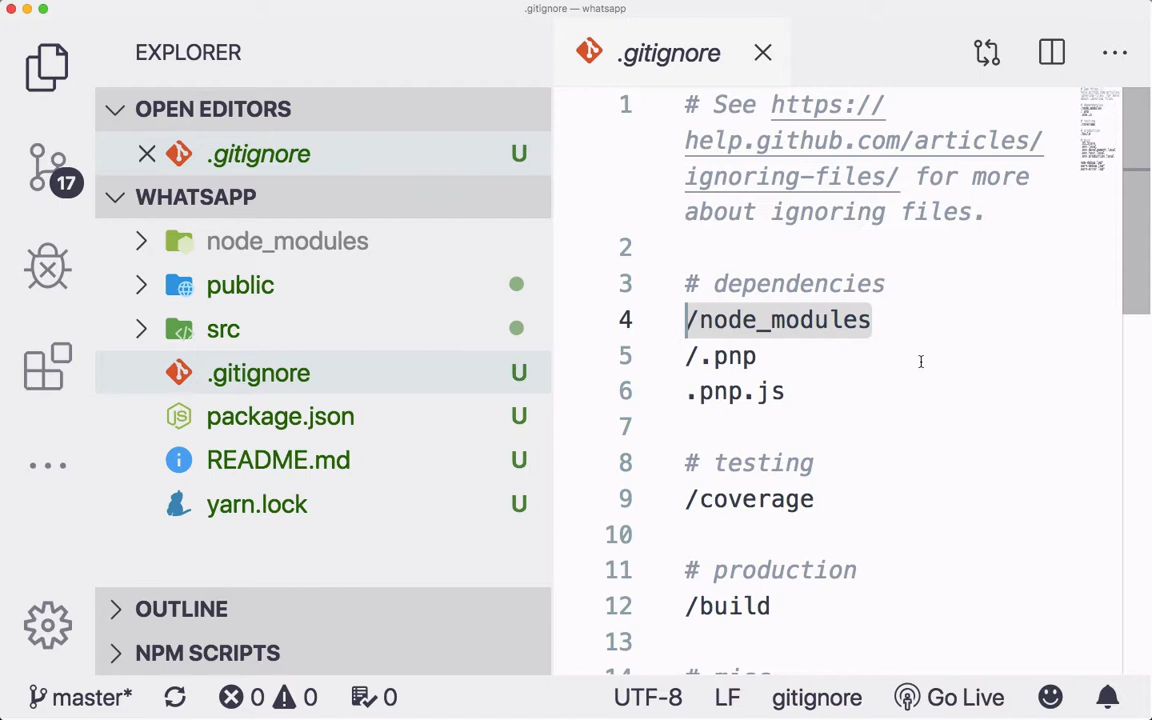 .gitignore — whatsapp
EXPLORER
OPEN EDITORS
.gitignore U
WHATSAPP
node_modules
public
src
.gitignore U
package.json U
README.md U
yarn.lock U
OUTLINE
NPM SCRIPTS
17
.gitignore
1 # See https://
help.github.com/articles/
ignoring-files/ for more
about ignoring files.
2
3 # dependencies
4 /node_modules
5 /.pnp
6 .pnp.js
7
8 # testing
9 /coverage
10
11 # production
12 /build
13
14 # misc
master* 0 0 0 UTF-8 LF gitignore Go Live